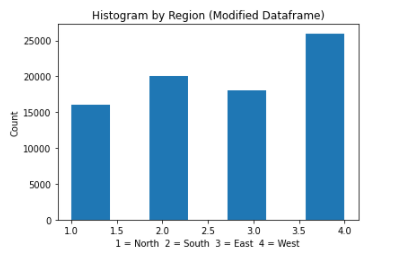 Histogram by Region (Modified Dataframe)
25000
20000
15000
10000
5000
0
Count
1.0 1.5 2.0 2.5 3.0 3.5 4.0
1 = North 2 = South 3 = East 4 = West